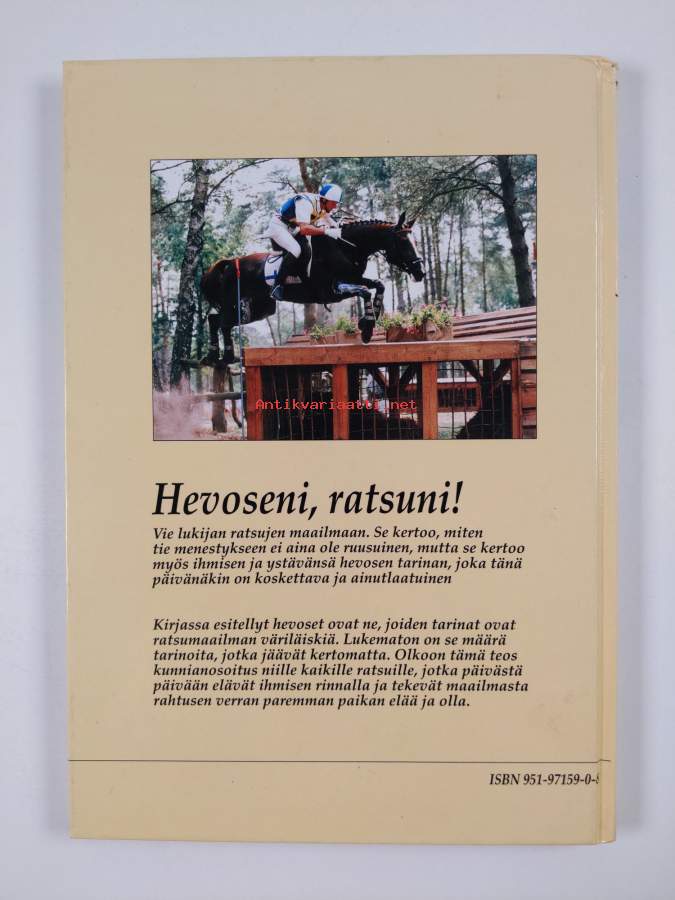 Antikvariaatti.net
Hevoseni, ratsuni!
Vie lukijan ratsujen maailmaan. Se kertoo, miten
tie menestykseen ei aina ole ruusuinen, mutta se kertoo
myös ihmisen ja ystävänsä hevosen tarinan, joka tänä
päivänäkin on koskettava ja ainutlaatuinen
Kirjassa esitellyt hevoset ovat ne, joiden tarinat ovat
ratsumaailman väriläiskiä. Lukematon on se määrä
tarinoita, jotka jäävät kertomatta. Olkoon tämä teos
kunnianosoitus niille kaikille ratsuille, jotka päivästä
päivään elävät ihmisen rinnalla ja tekevät maailmasta
rahtusen verran paremman paikan elää ja olla.
ISBN 951-97159-0-